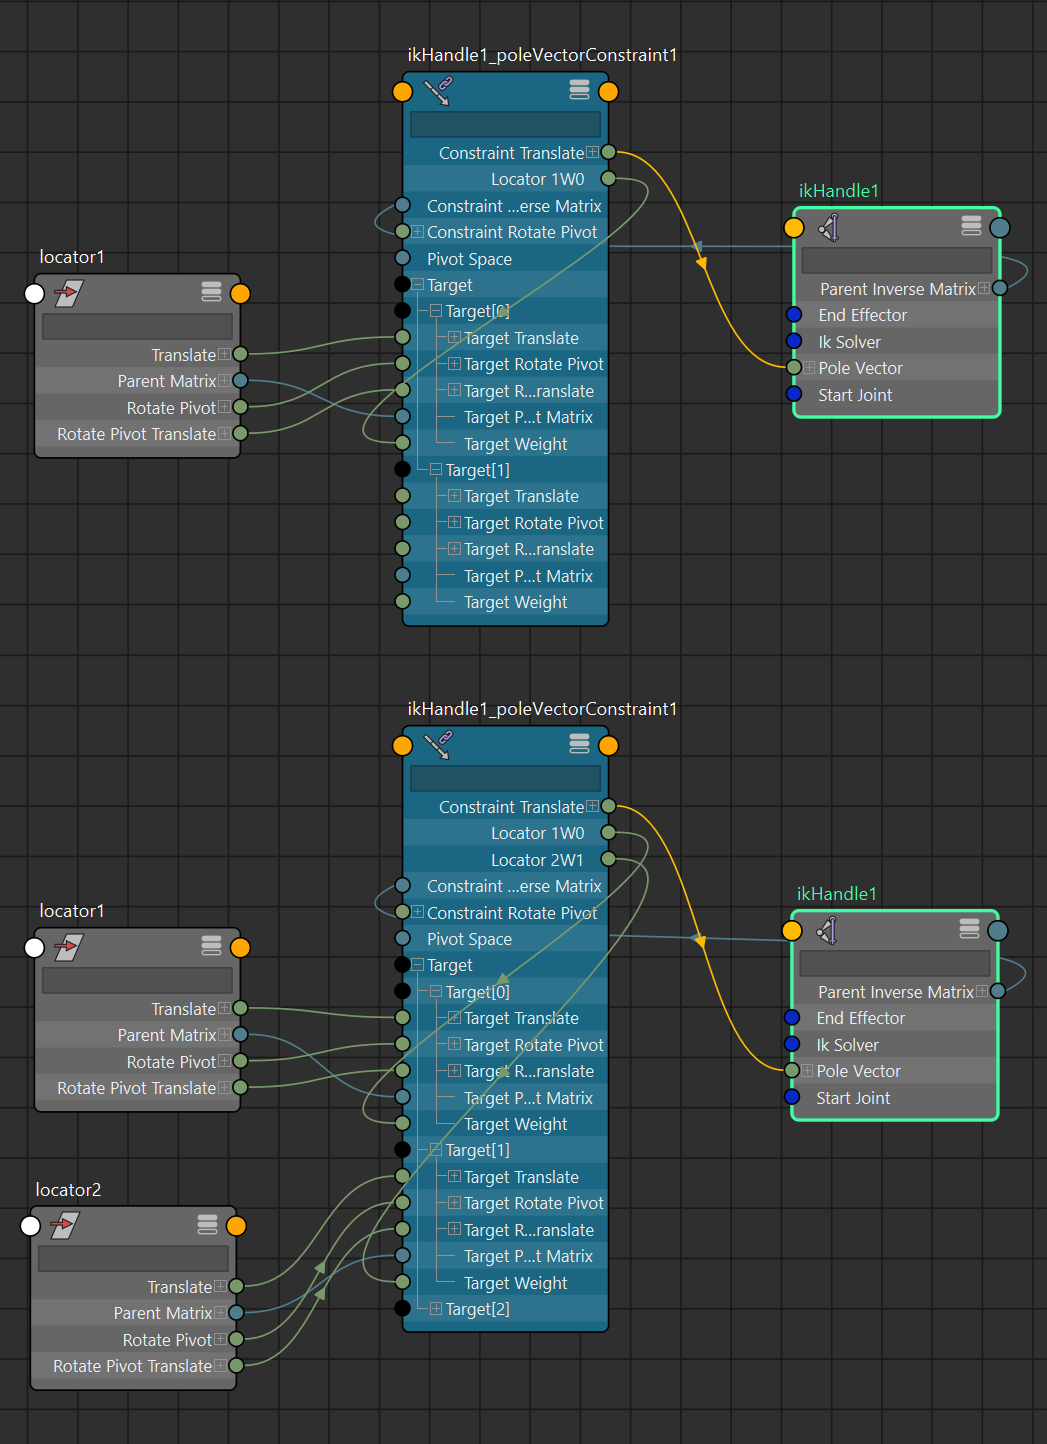 ikHandle1_poleVectorConstraint1
Constraint Translate
Locator 1W0
Constraint ...erse Matrix
Constraint Rotate Pivot
Pivot Space
Target
Target[0]
Target Translate
Target Rotate Pivot
Target R...ranslate
Target P...t Matrix
Target Weight
Target[1]
Target Translate
Target Rotate Pivot
Target R...ranslate
Target P...t Matrix
Target Weight
locator1
Translate
Parent Matrix
Rotate Pivot
Rotate Pivot Translate
ikHandle1
Parent Inverse Matrix
End Effector
Ik Solver
Pole Vector
Start Joint
ikHandle1_poleVectorConstraint1
Constraint Translate
Locator 1W0
Locator 2W1
Constraint ...erse Matrix
Constraint Rotate Pivot
Pivot Space
Target
Target[0]
Target Translate
Target Rotate Pivot
Target R...ranslate
Target P...t Matrix
Target Weight
Target[1]
Target Translate
Target Rotate Pivot
Target R...ranslate
Target P...t Matrix
Target Weight
Target[2]
locator1
Translate
Parent Matrix
Rotate Pivot
Rotate Pivot Translate
locator2
Translate
Parent Matrix
Rotate Pivot
Rotate Pivot Translate
ikHandle1
Parent Inverse Matrix
End Effector
Ik Solver
Pole Vector
Start Joint